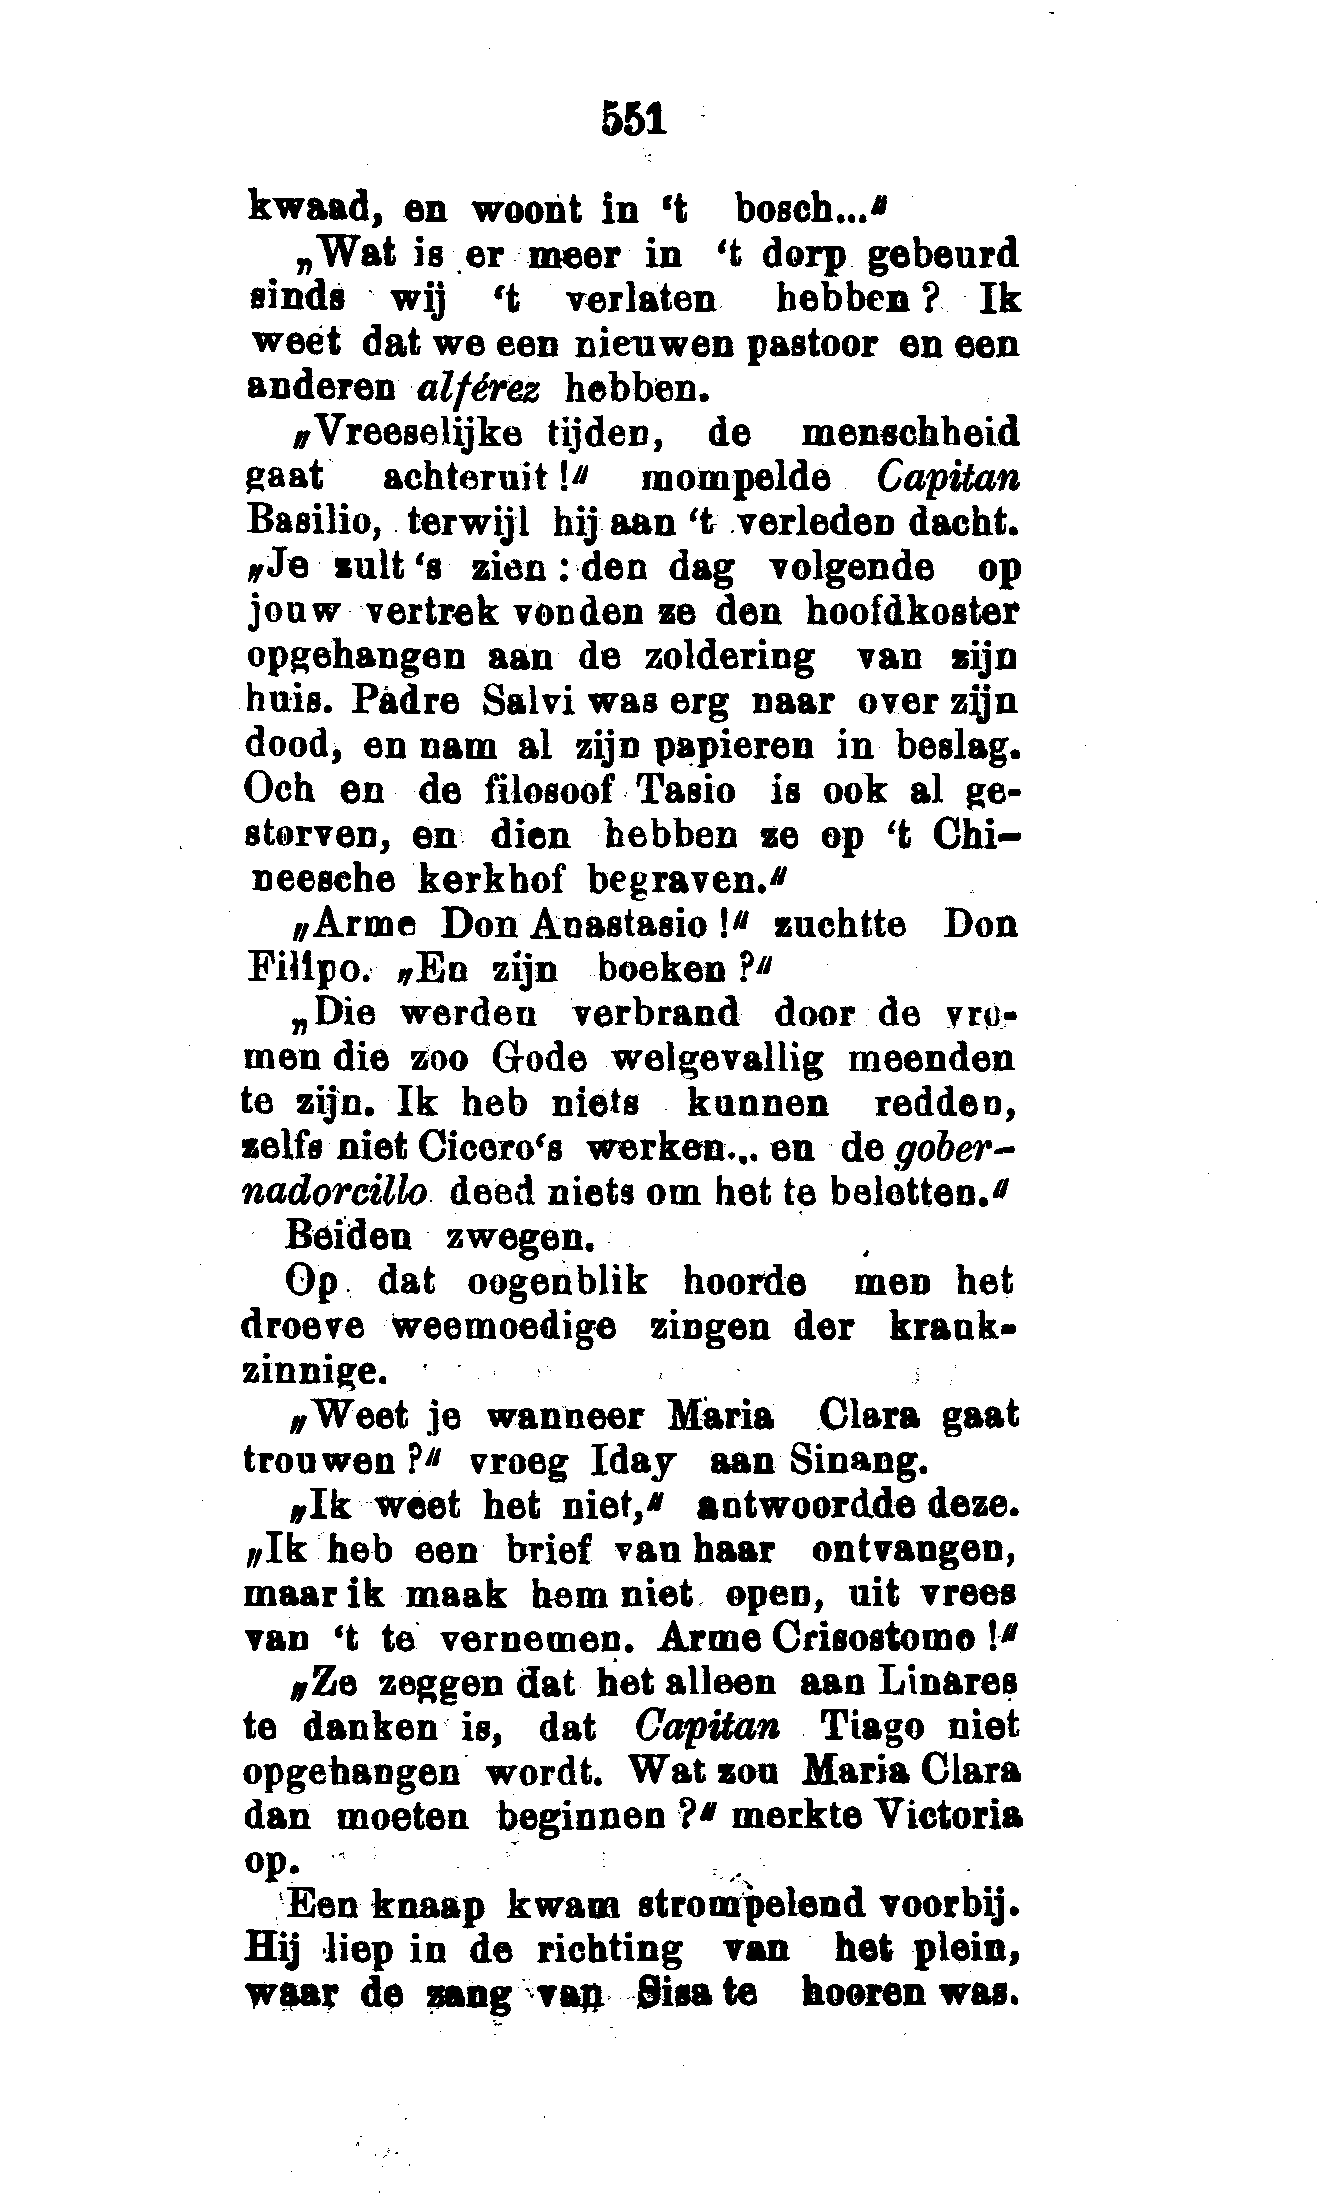 551
kwaad, en woont in ‘t bosch...“
„Wat is er meer in ‘t dorp gebeurd
sinds wij ‘t verlaten hebben? Ik
weet dat we een nieuwen pastoor en een
anderen alférez hebben.
„Vreeselijke tijden, de menschheid
gaat achteruit!“ mompelde Capitan
Basilio, terwijl hij aan ‘t verleden dacht.
„Je zult ‘s zien: den dag volgende op
jouw vertrek vonden ze den hoofdkoster
opgehangen aan de zoldering van zijn
huis. Padre Salvi was erg naar over zijn
dood, en nam al zijn papieren in beslag.
Och en de filosoof Tasio is ook al ge-
storven, en dien hebben ze op ‘t Chi-
neesche kerkhof begraven.“
„Arme Don Anastasio!“ zuchtte Don
Filipo. „En zijn boeken?“
„Die werden verbrand door de vro-
men die zoo Gode welgevallig meenden
te zijn. Ik heb niets kunnen redden,
zelfs niet Cicero‘s werken... en de gober-
nadorcillo deed niets om het te beletten.“
Beiden zwegen.
Op dat oogenblik hoorde men het
droeve weemoedige zingen der krank-
zinnige.
„Weet je wanneer Maria Clara gaat
trouwen?“ vroeg Iday aan Sinang.
„Ik weet het niet,“ antwoordde deze.
„Ik heb een brief van haar ontvangen,
maar ik maak hem niet open, uit vrees
van ‘t te vernemen. Arme Crisostomo!“
„Ze zeggen dat het alleen aan Linares
te danken is, dat Capitan Tiago niet
opgehangen wordt. Wat zou Maria Clara
dan moeten beginnen?“ merkte Victoria
op.
Een knaap kwam strompelend voorbij.
Hij liep in de richting van het plein,
waar de zang van Sisa te hooren was.